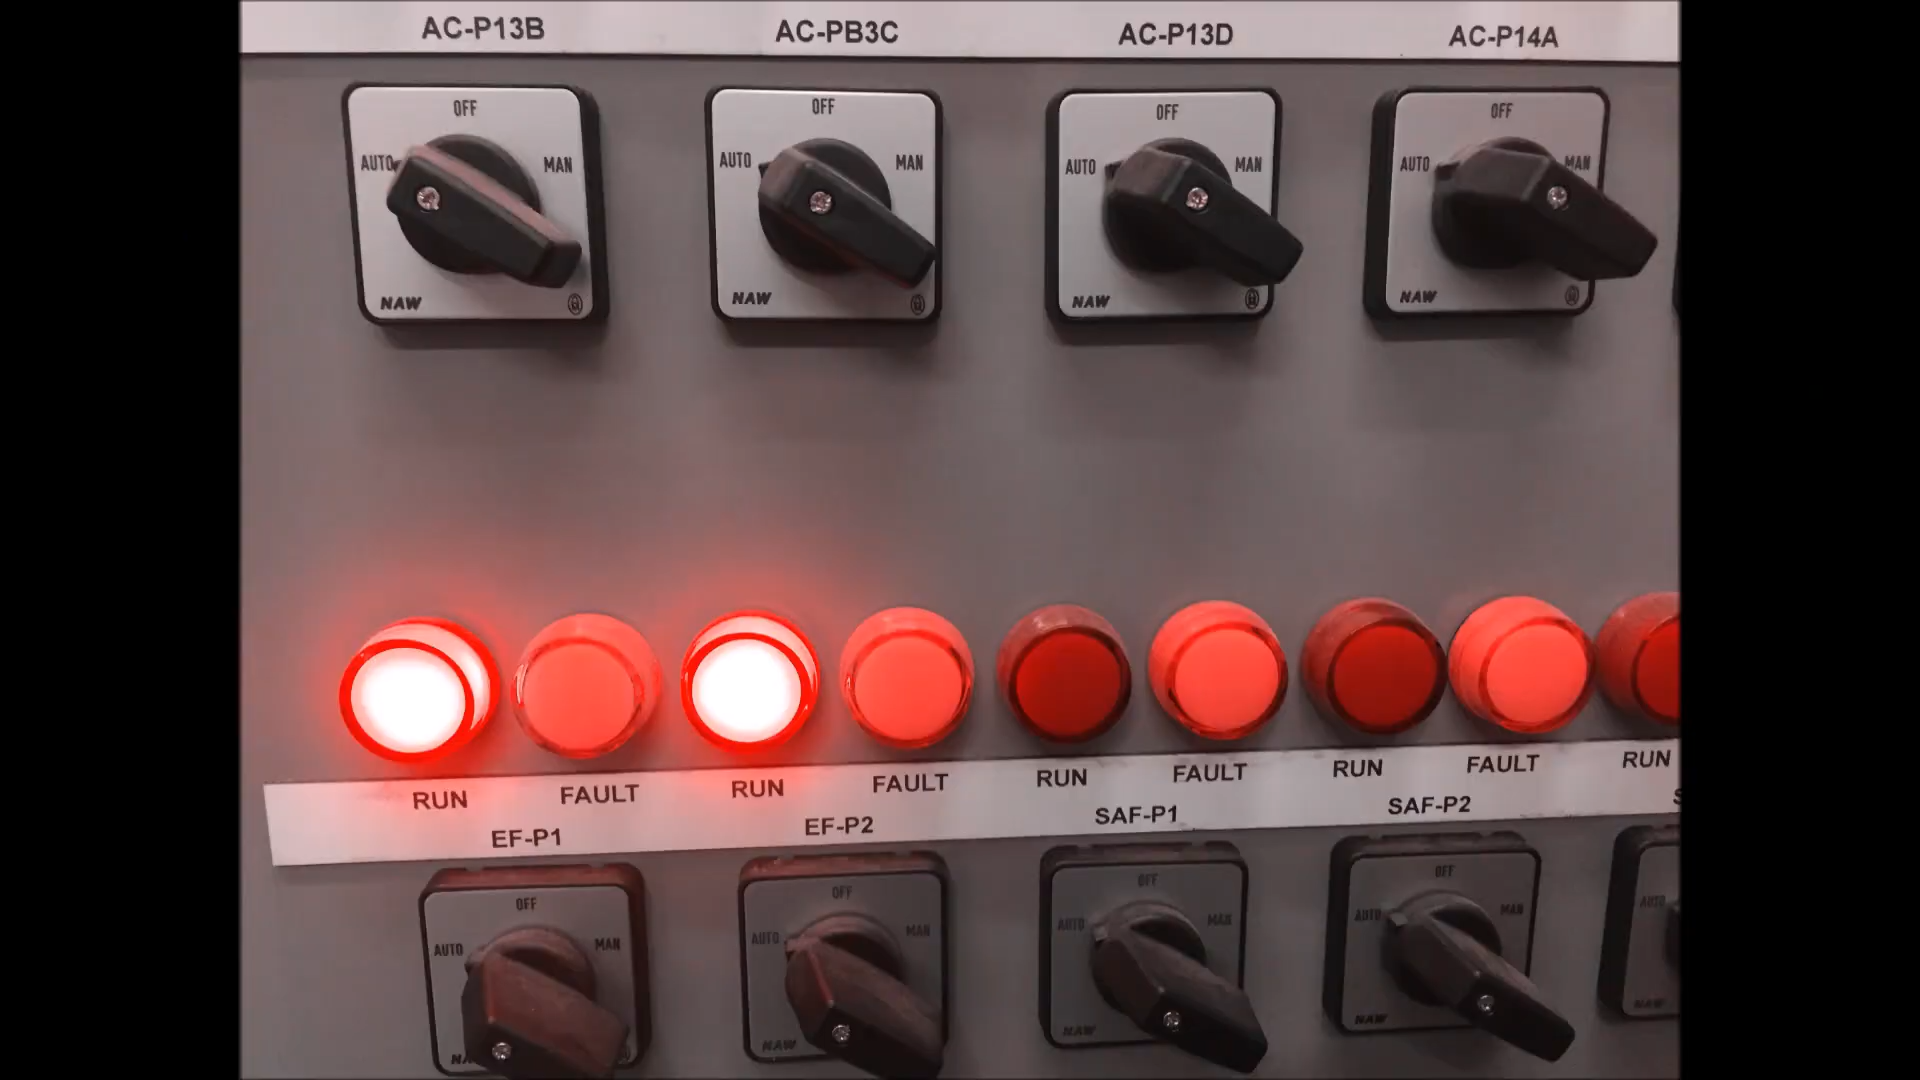 AC-P13B AC-PB3C AC-P13D AC-P14A
OFF OFF OFF OFF
AUTO MAN AUTO MAN AUTO MAN AUTO MAN
NAW NAW NAW NAW
RUN FAULT RUN FAULT RUN FAULT RUN FAULT RUN
EF-P1 EF-P2 SAF-P1 SAF-P2
OFF OFF OFF OFF
AUTO MAN AUTO MAN AUTO MAN AUTO MAN AUTO
NAW NAW NAW NAW